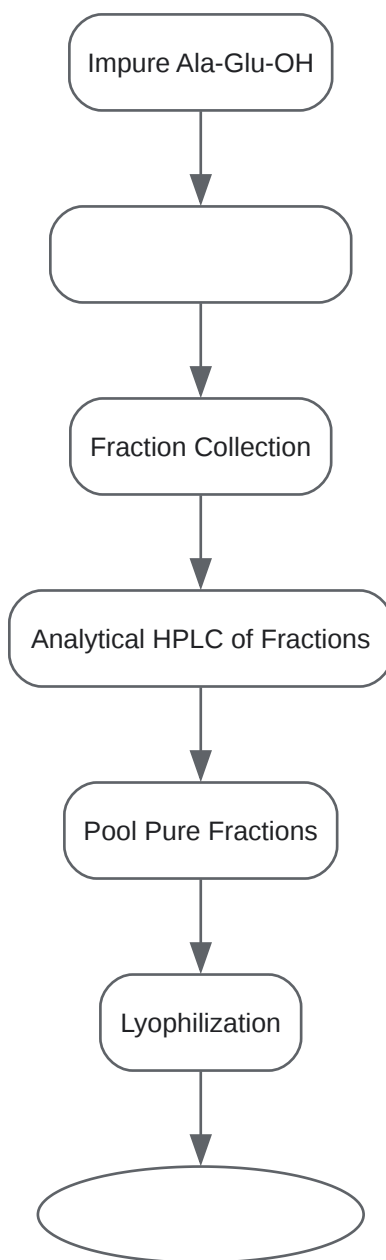 Impure Ala-Glu-OH
Fraction Collection
Analytical HPLC of Fractions
Pool Pure Fractions
Lyophilization